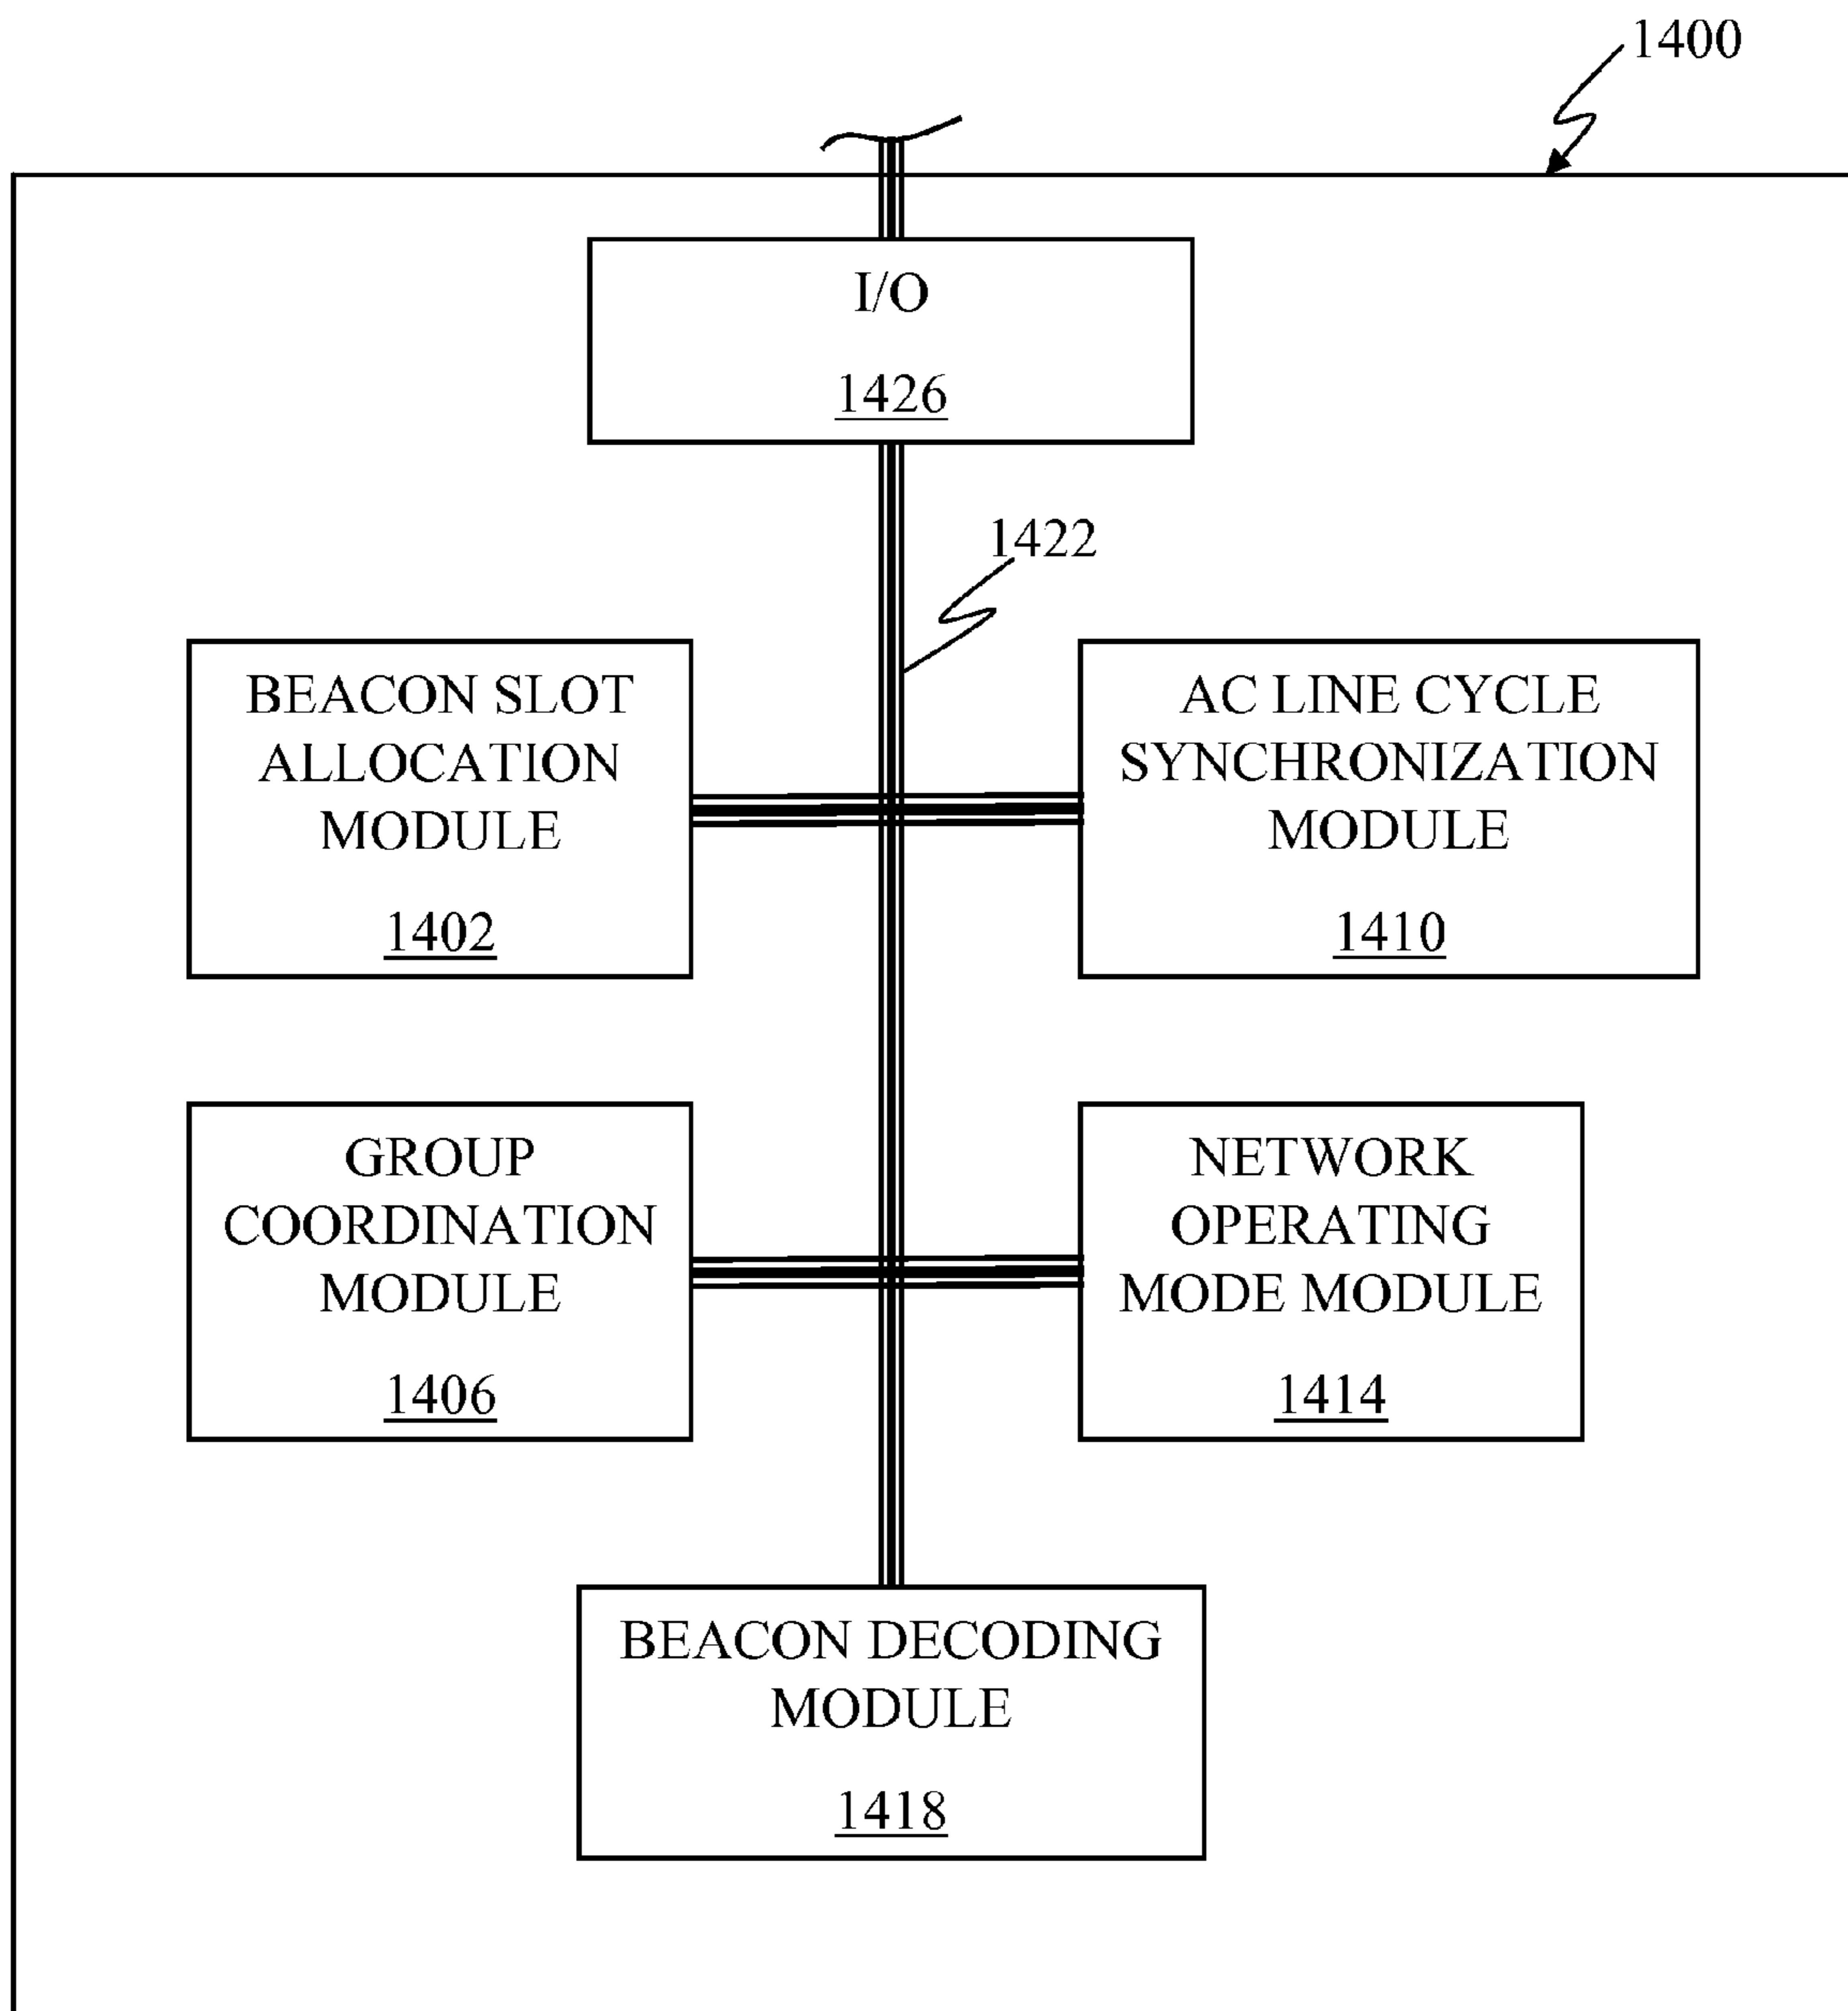 1400
I/O
1426
1422
BEACON SLOT
ALLOCATION
MODULE
1402
AC LINE CYCLE
SYNCHRONIZATION
MODULE
1410
GROUP
COORDINATION
MODULE
1406
NETWORK
OPERATING
MODE MODULE
1414
BEACON DECODING
MODULE
1418